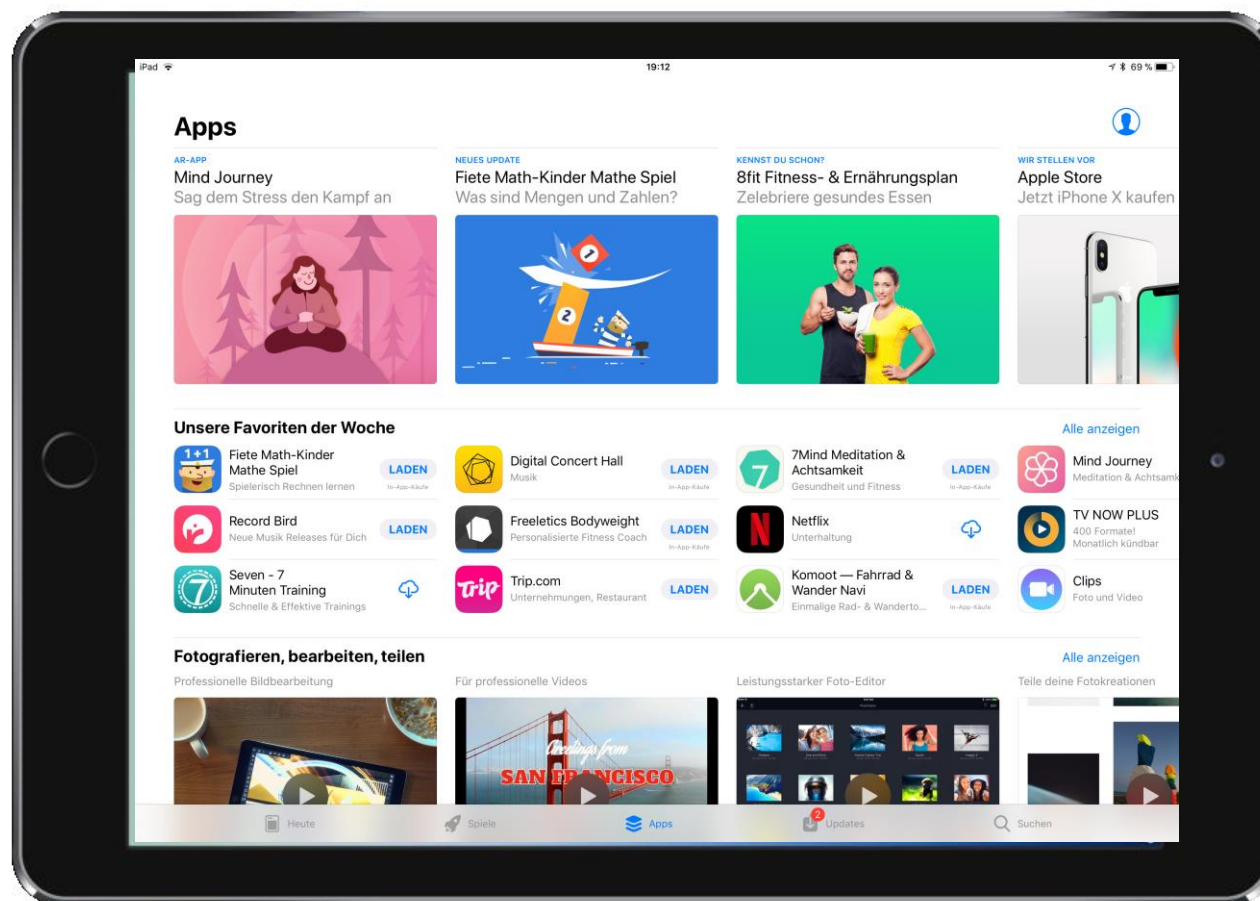 iPad 19:12 69 %
Apps
AR-APP
Mind Journey
Sag dem Stress den Kampf an
NEUES UPDATE
Fiete Math-Kinder Mathe Spiel
Was sind Mengen und Zahlen?
KENNST DU SCHON?
8fit Fitness- & Ernährungsplan
Zelebriere gesundes Essen
WIR STELLEN VOR
Apple Store
Jetzt iPhone X kaufen
1
2
Unsere Favoriten der Woche
Alle anzeigen
1+1
Fiete Math-Kinder
Mathe Spiel
Spielerisch Rechnen lernen
LADEN
In-App-Käufe
Digital Concert Hall
Musik
LADEN
In-App-Käufe
7
7Mind Meditation &
Achtsamkeit
Gesundheit und Fitness
LADEN
In-App-Käufe
Mind Journey
Meditation & Achtsamk
Record Bird
Neue Musik Releases für Dich
LADEN
Freeletics Bodyweight
Personalisierte Fitness Coach
LADEN
In-App-Käufe
N
Netflix
Unterhaltung
TV NOW PLUS
400 Formate!
Monatlich kündbar
7
Seven - 7
Minuten Training
Schnelle & Effektive Trainings
Trip
Trip.com
Unternehmungen, Restaurant
LADEN
Komoot — Fahrrad &
Wander Navi
Einmalige Rad- & Wanderto...
LADEN
In-App-Käufe
Clips
Foto und Video
Fotografieren, bearbeiten, teilen
Alle anzeigen
Professionelle Bildbearbeitung
Für professionelle Videos
Leistungsstarker Foto-Editor
Teile deine Fotokreationen
Greetings from
SAN FRANCISCO
Heute
Spiele
Apps
2
Updates
Suchen